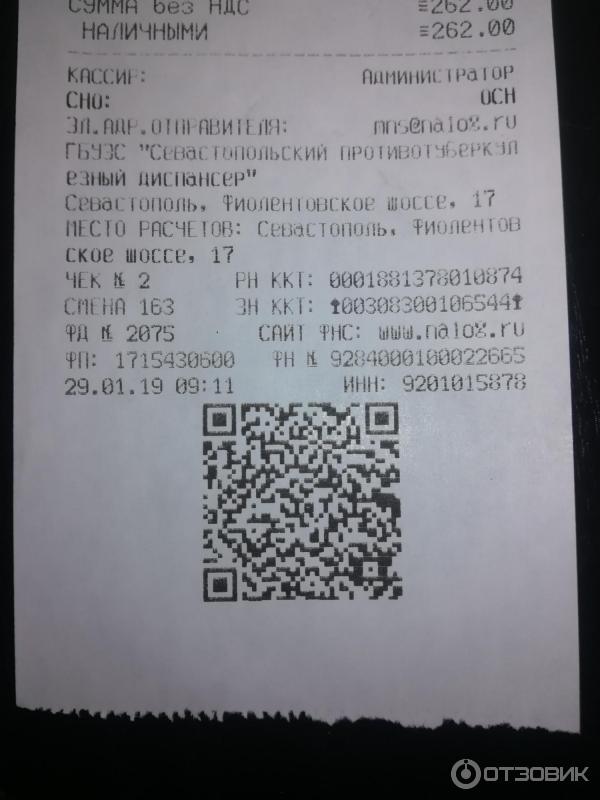 СУММА без НДС ≡262.00
НАЛИЧНЫМИ ≡262.00
КАССИР: Администратор
СНО: ОСН
ЭЛ.АДР.ОТПРАВИТЕЛЯ: mns@nalog.ru
ГБУЗС "Севастопольский противотуберкул
езный диспансер"
Севастополь, Фиолентовское шоссе, 17
МЕСТО РАСЧЕТОВ: Севастополь, Фиолентов
ское шоссе, 17
ЧЕК № 2 РН ККТ: 0001881378010874
СМЕНА 163 ЗН ККТ: 00308300106544
ФД № 2075 САЙТ ФНС: www.nalog.ru
ФП: 1715430600 ФН № 9284000100022665
29.01.19 09:11 ИНН: 9201015878
ОТЗОВИК